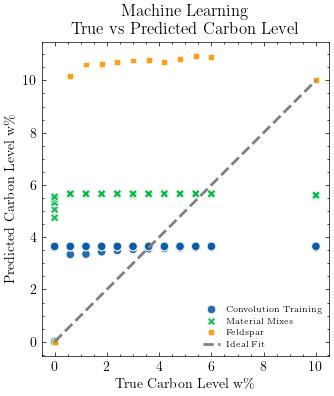 Machine Learning
True vs Predicted Carbon Level
Predicted Carbon Level w%
10
8
6
4
2
0
Convolution Training
Material Mixes
Feldspar
Ideal Fit
0
2
4
6
8
10
True Carbon Level w%